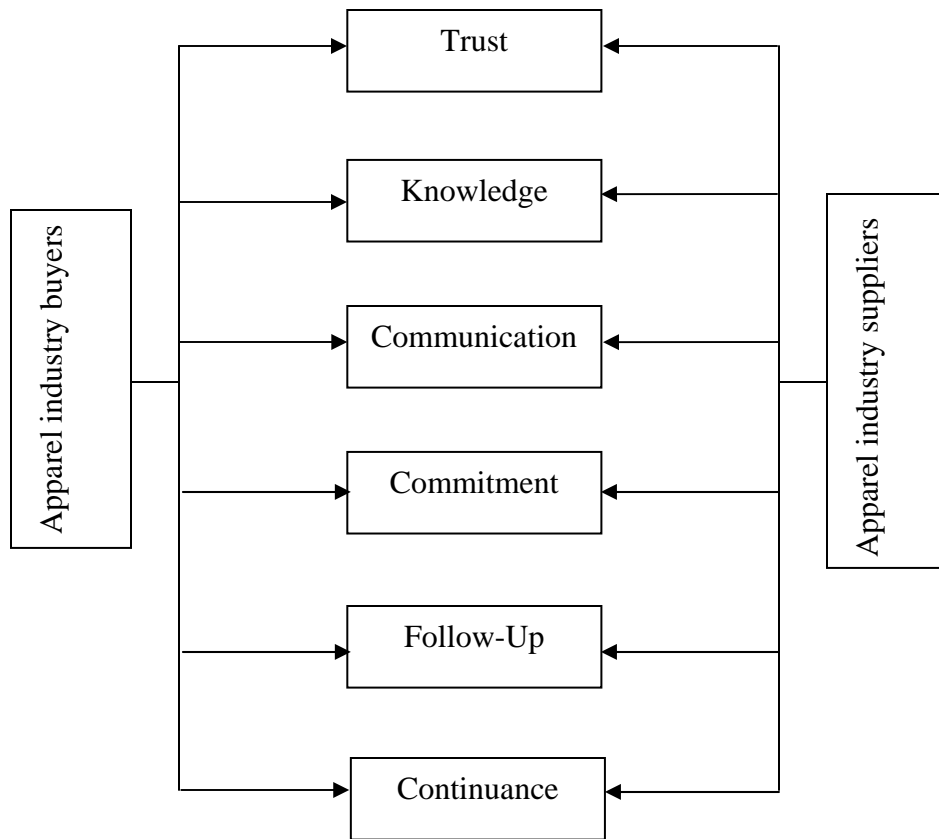 Trust
Knowledge
Communication
Commitment
Follow-Up
Continuance
Apparel industry buyers
Apparel industry suppliers